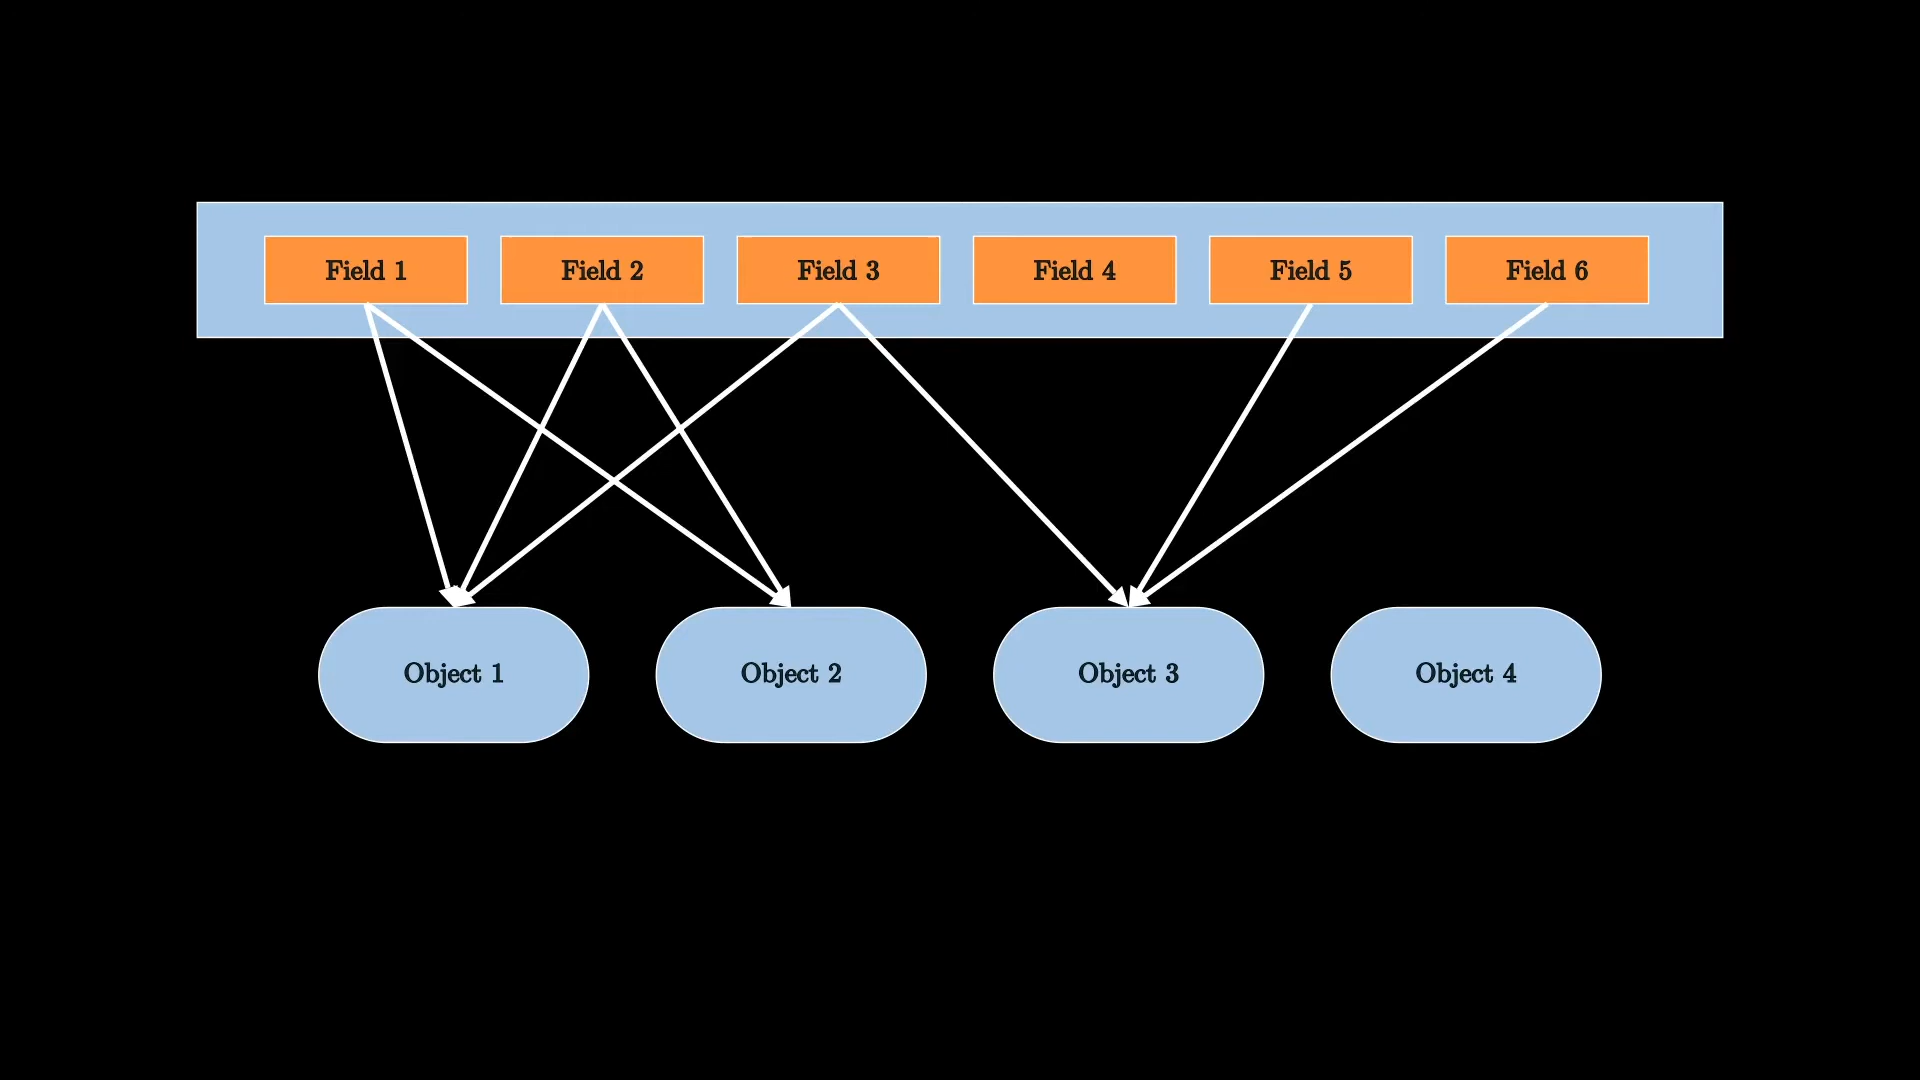 Field 1
Field 2
Field 3
Field 4
Field 5
Field 6
Object 1
Object 2
Object 3
Object 4